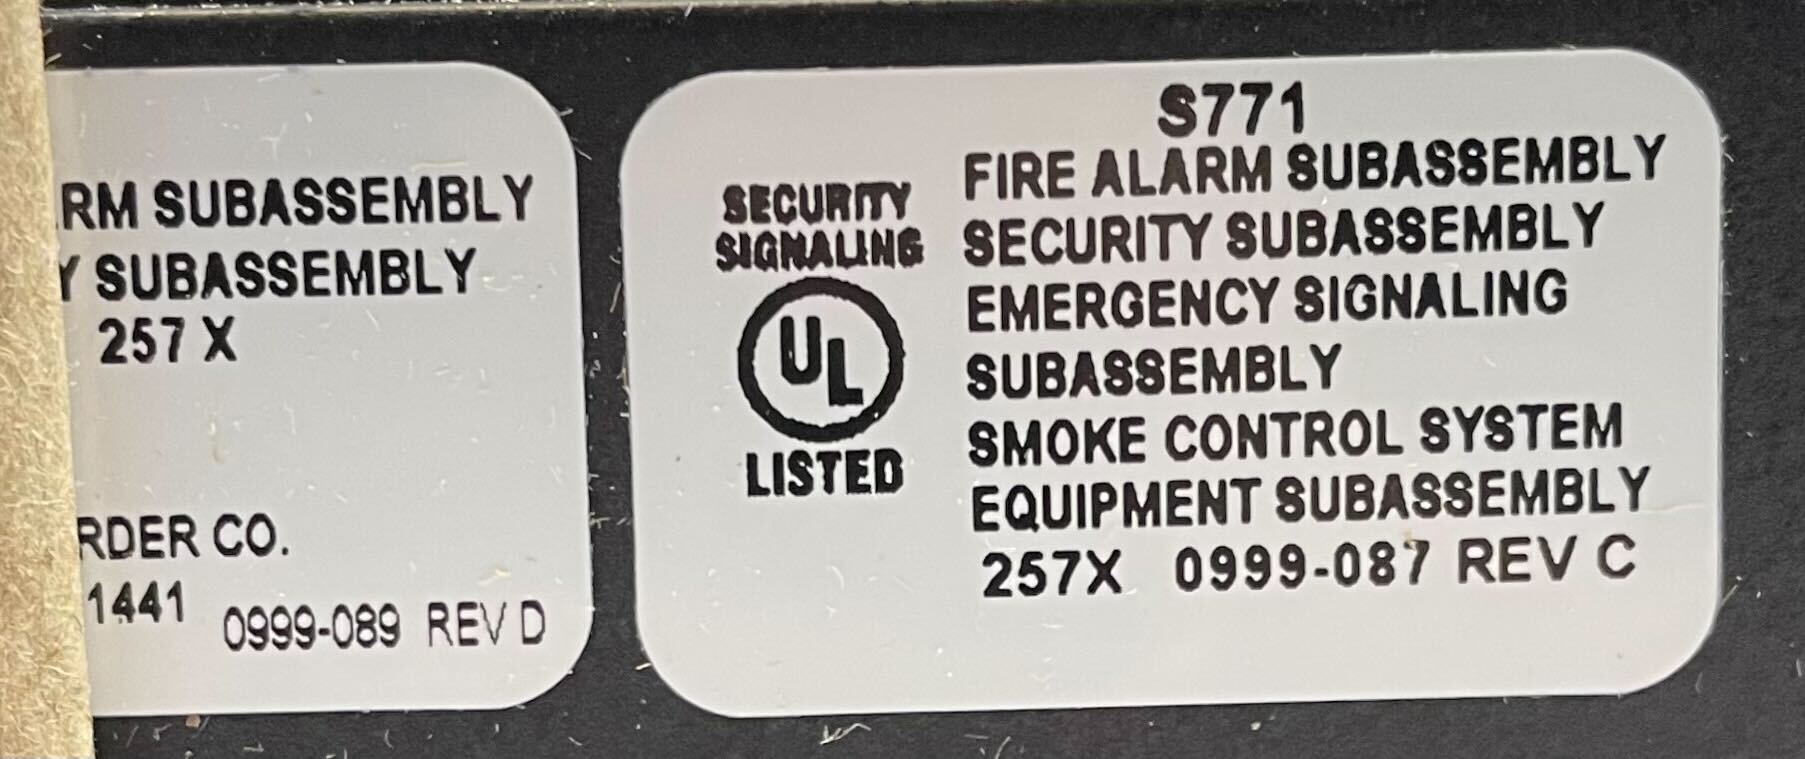 RM SUBASSEMBLY
Y SUBASSEMBLY
257 X
RDER CO.
1441
0999-089 REV D
S771
SECURITY
SIGNALING
UL
LISTED
FIRE ALARM SUBASSEMBLY
SECURITY SUBASSEMBLY
EMERGENCY SIGNALING
SUBASSEMBLY
SMOKE CONTROL SYSTEM
EQUIPMENT SUBASSEMBLY
257X 0999-087 REV C